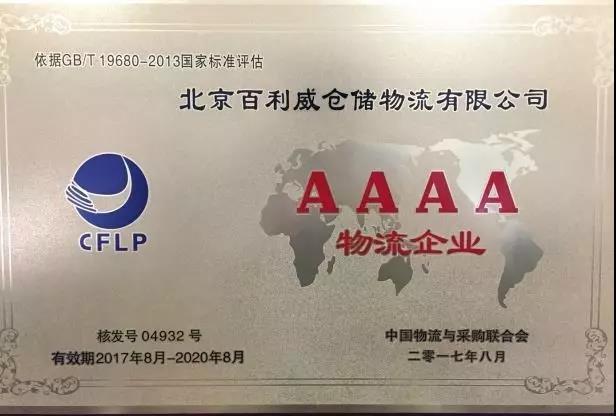 依据GB/T 19680-2013国家标准评估
北京百利威仓储物流有限公司
AAAA
物流企业
CFLP
核发号 04932 号
有效期2017年8月-2020年8月
中国物流与采购联合会
二零一七年八月